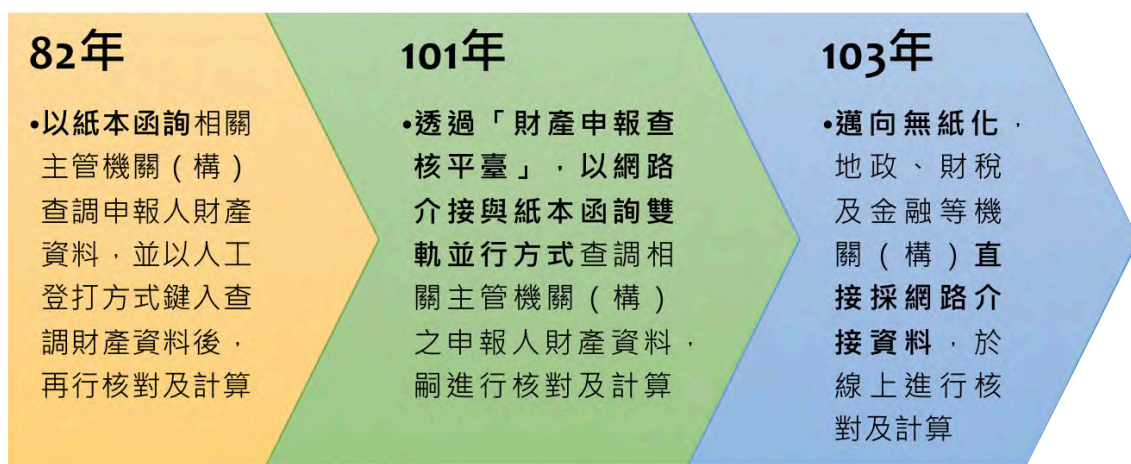 82年
•以紙本函詢相關
主管機關（構）
查調申報人財產
資料，並以人工
登打方式鍵入查
調財產資料後，
再行核對及計算
101年
•透過「財產申報查
核平臺」，以網路
介接與紙本函詢雙
軌並行方式查調相
關主管機關（構）
之申報人財產資料，
嗣進行核對及計算
103年
•邁向無紙化，
地政、財稅
及金融等機
關（構）直
接採網路介
接資料，於
線上進行核
對及計算